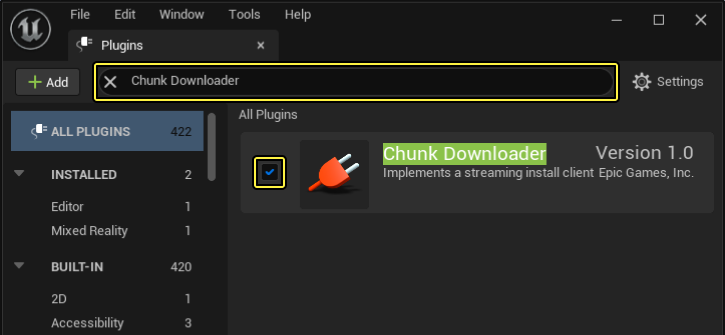 File Edit Window Tools Help
Plugins
Add Chunk Downloader Settings
ALL PLUGINS 422
INSTALLED 2
Editor 1
Mixed Reality 1
BUILT-IN 420
2D 1
Accessibility 3
All Plugins
Chunk Downloader Version 1.0
Implements a streaming install client Epic Games, Inc.